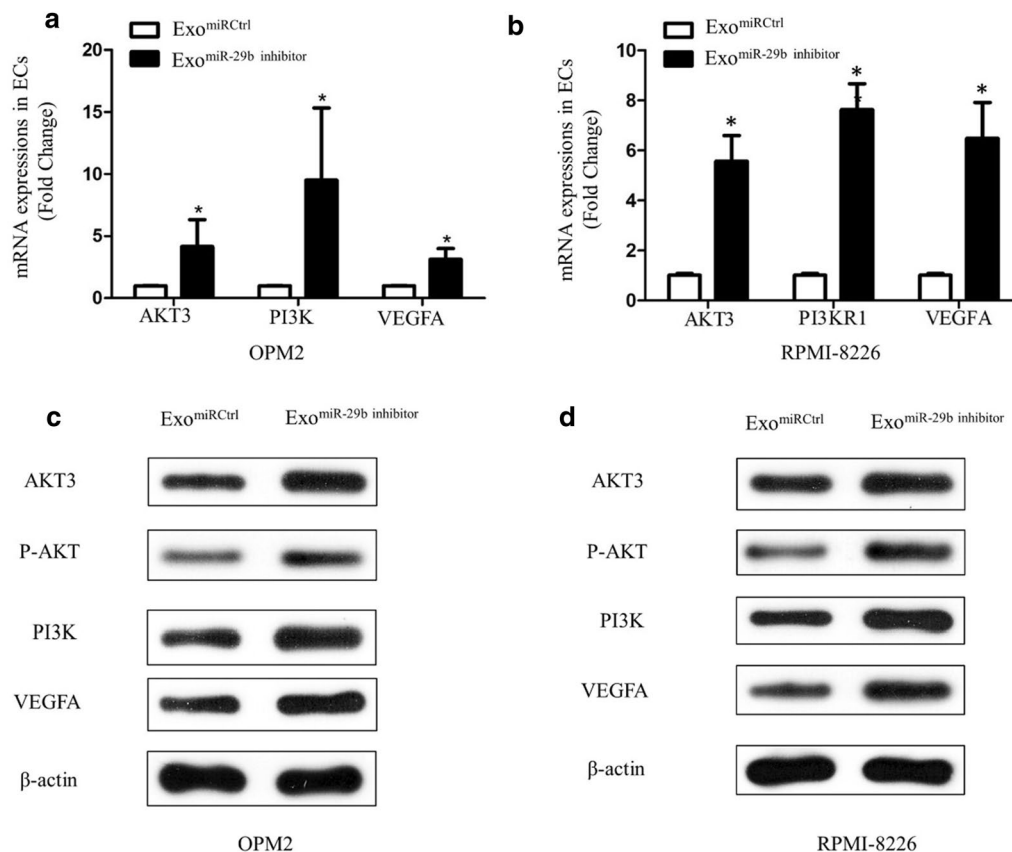 a
Exo^miRCtrl
Exo^miR-29b inhibitor
mRNA expressions in ECs
(Fold Change)
20
15
10
5
0
*
*
*
AKT3 PI3K VEGFA
OPM2
b
Exo^miRCtrl
Exo^miR-29b inhibitor
mRNA expressions in ECs
(Fold Change)
10
8
6
4
2
0
*
*
*
AKT3 PI3KR1 VEGFA
RPMI-8226
c
Exo^miRCtrl Exo^miR-29b inhibitor
AKT3
P-AKT
PI3K
VEGFA
β-actin
OPM2
d
Exo^miRCtrl Exo^miR-29b inhibitor
AKT3
P-AKT
PI3K
VEGFA
β-actin
RPMI-8226